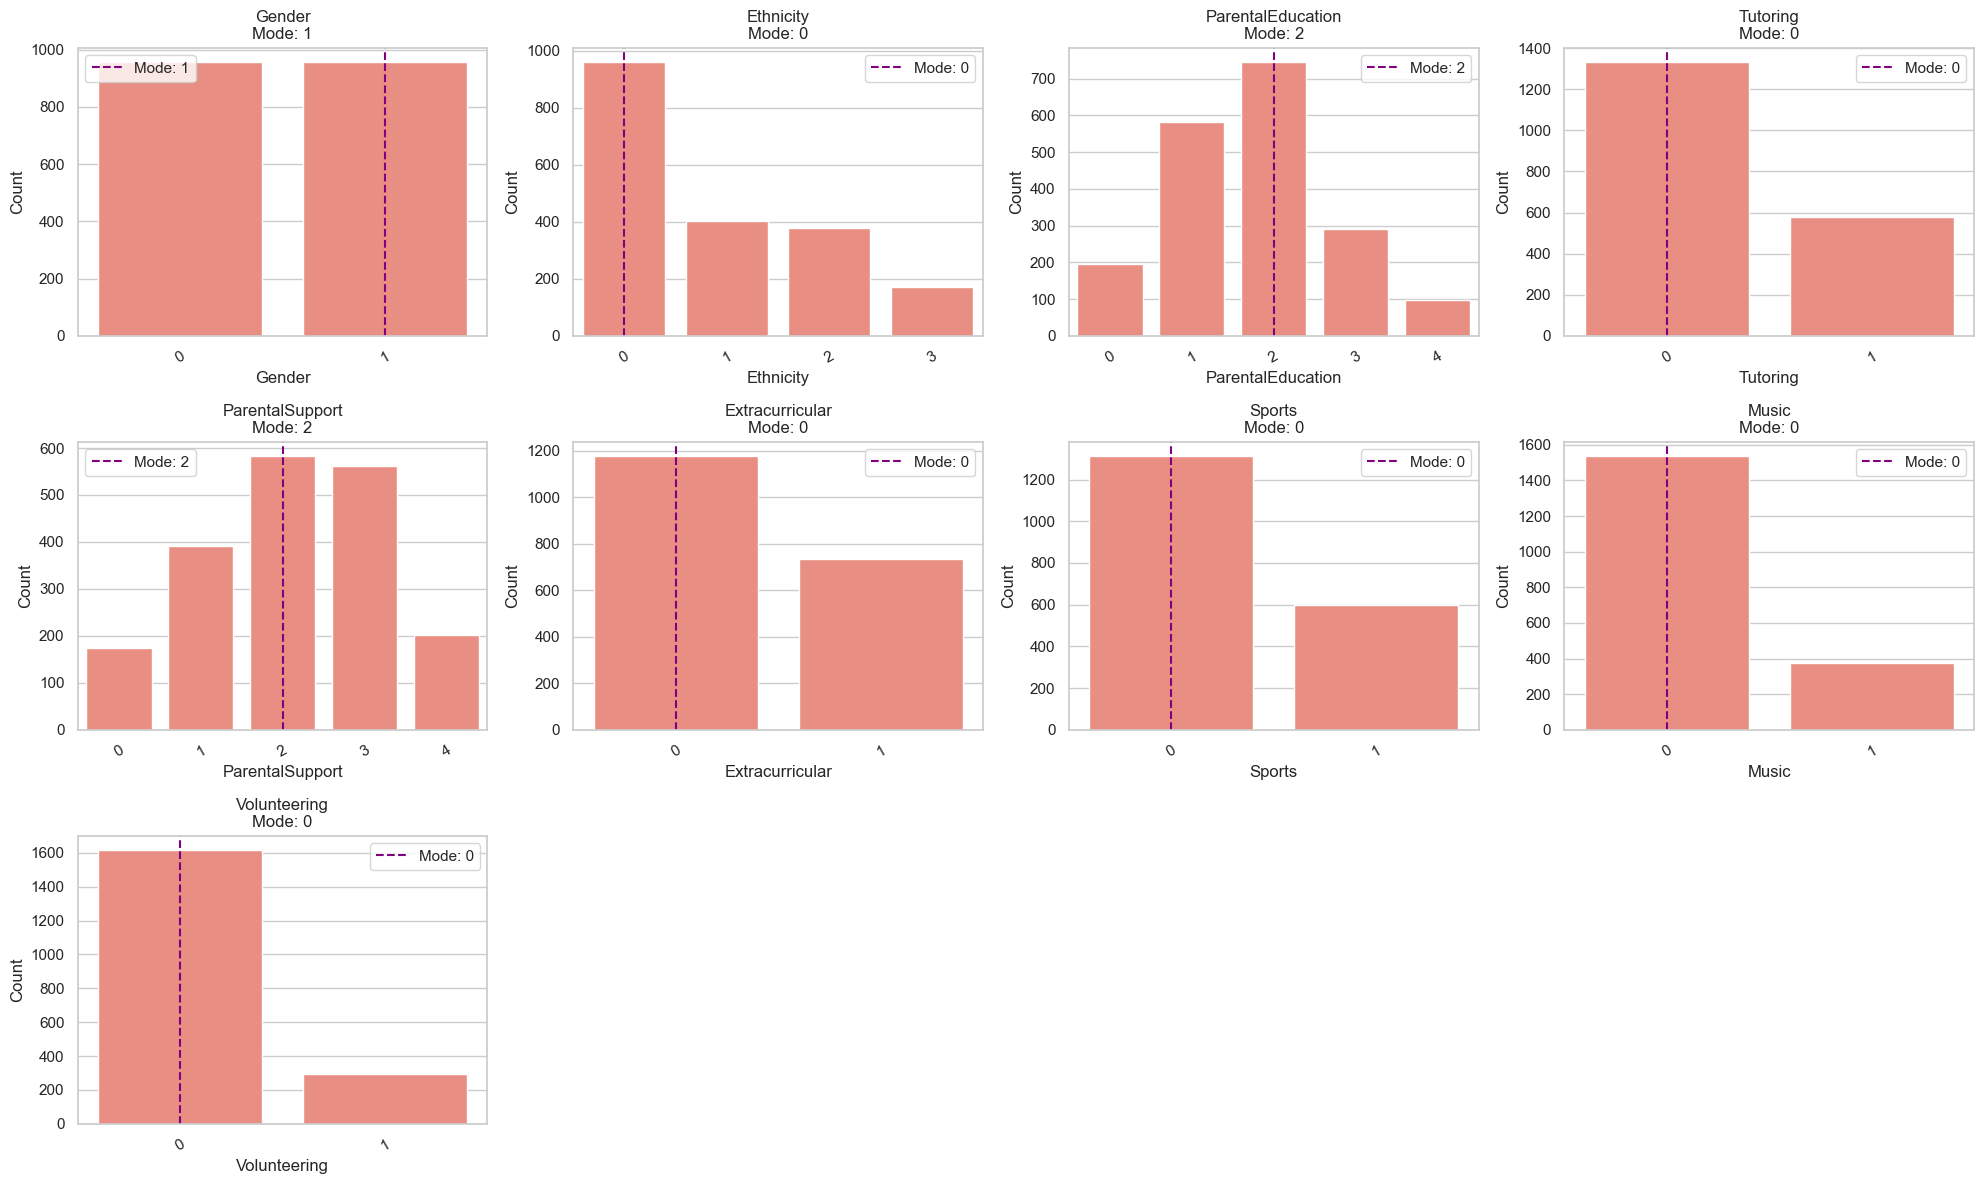 Gender
Mode: 1
Mode: 1
1000
800
600
400
200
0
Count
0 1
Gender
Ethnicity
Mode: 0
Mode: 0
1000
800
600
400
200
0
Count
0 1 2 3
Ethnicity
ParentalEducation
Mode: 2
Mode: 2
700
600
500
400
300
200
100
0
Count
0 1 2 3 4
ParentalEducation
Tutoring
Mode: 0
Mode: 0
1400
1200
1000
800
600
400
200
0
Count
0 1
Tutoring
ParentalSupport
Mode: 2
Mode: 2
600
500
400
300
200
100
0
Count
0 1 2 3 4
ParentalSupport
Extracurricular
Mode: 0
Mode: 0
1200
1000
800
600
400
200
0
Count
0 1
Extracurricular
Sports
Mode: 0
Mode: 0
1200
1000
800
600
400
200
0
Count
0 1
Sports
Music
Mode: 0
Mode: 0
1600
1400
1200
1000
800
600
400
200
0
Count
0 1
Music
Volunteering
Mode: 0
Mode: 0
1600
1400
1200
1000
800
600
400
200
0
Count
0 1
Volunteering